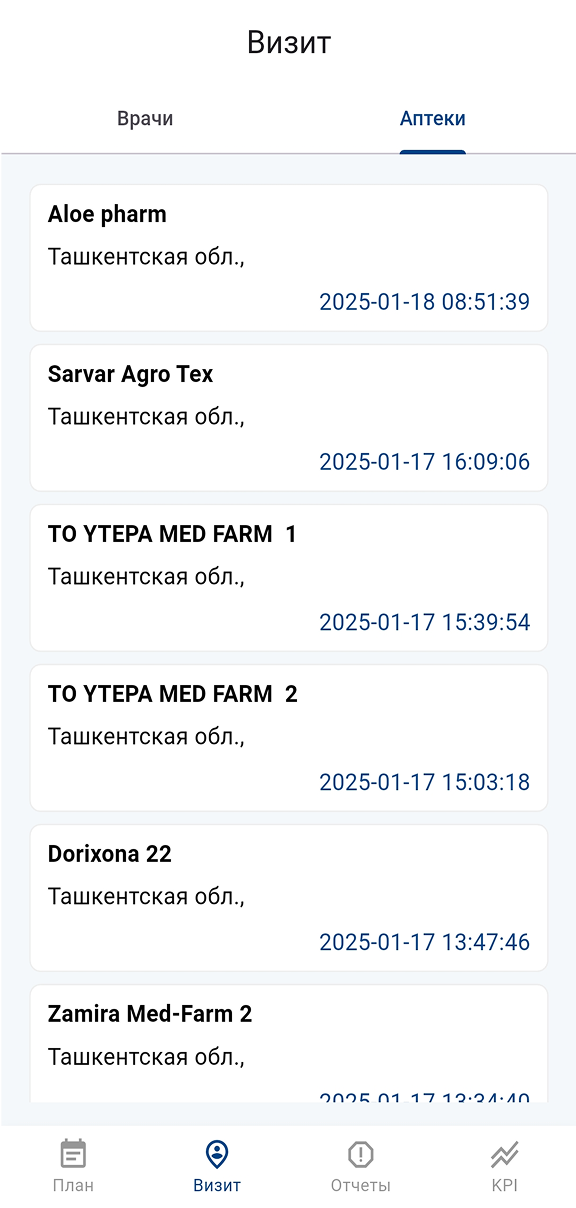 Визит
Врачи
Аптеки
Aloe pharm
Ташкентская обл.,
2025-01-18 08:51:39
Sarvar Agro Tex
Ташкентская обл.,
2025-01-17 16:09:06
TO YTEPA MED FARM  1
Ташкентская обл.,
2025-01-17 15:39:54
TO YTEPA MED FARM  2
Ташкентская обл.,
2025-01-17 15:03:18
Dorixona 22
Ташкентская обл.,
2025-01-17 13:47:46
Zamira Med-Farm 2
Ташкентская обл.,
2025-01-17
План
Визит
Отчеты
KPI